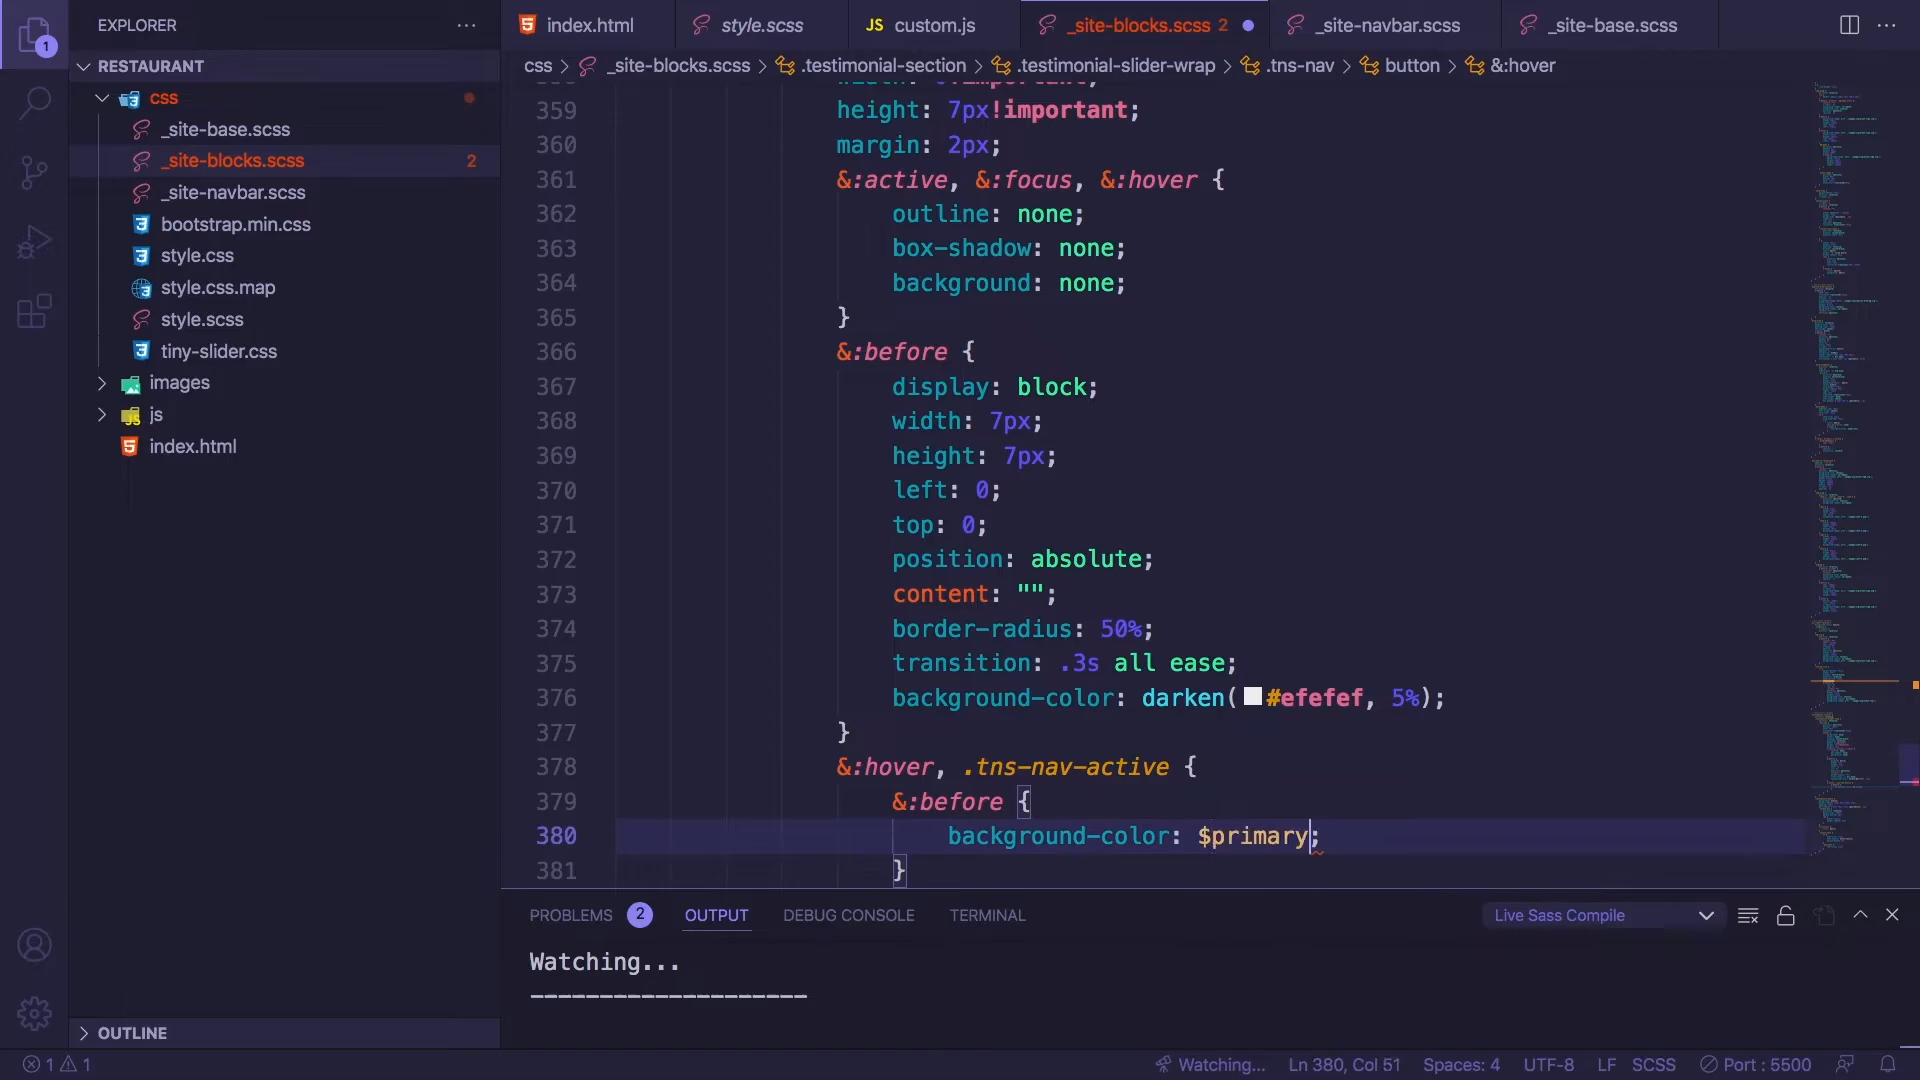 EXPLORER
index.html
style.scss
JS custom.js
_site-blocks.scss 2
_site-navbar.scss
_site-base.scss
1
RESTAURANT
css
_site-base.scss
_site-blocks.scss 2
_site-navbar.scss
bootstrap.min.css
style.css
style.css.map
style.scss
tiny-slider.css
images
js
index.html
OUTLINE
css > _site-blocks.scss > .testimonial-section > .testimonial-slider-wrap > .tns-nav > button > &:hover
359 height: 7px!important;
360 margin: 2px;
361 &:active, &:focus, &:hover {
362 outline: none;
363 box-shadow: none;
364 background: none;
365 }
366 &:before {
367 display: block;
368 width: 7px;
369 height: 7px;
370 left: 0;
371 top: 0;
372 position: absolute;
373 content: "";
374 border-radius: 50%;
375 transition: .3s all ease;
376 background-color: darken(#efefef, 5%);
377 }
378 &:hover, .tns-nav-active {
379 &:before {
380 background-color: $primary;
381 }
PROBLEMS 2 OUTPUT DEBUG CONSOLE TERMINAL
Live Sass Compile
Watching...
--------------------
1 1
Watching... Ln 380, Col 51 Spaces: 4 UTF-8 LF SCSS Port : 5500